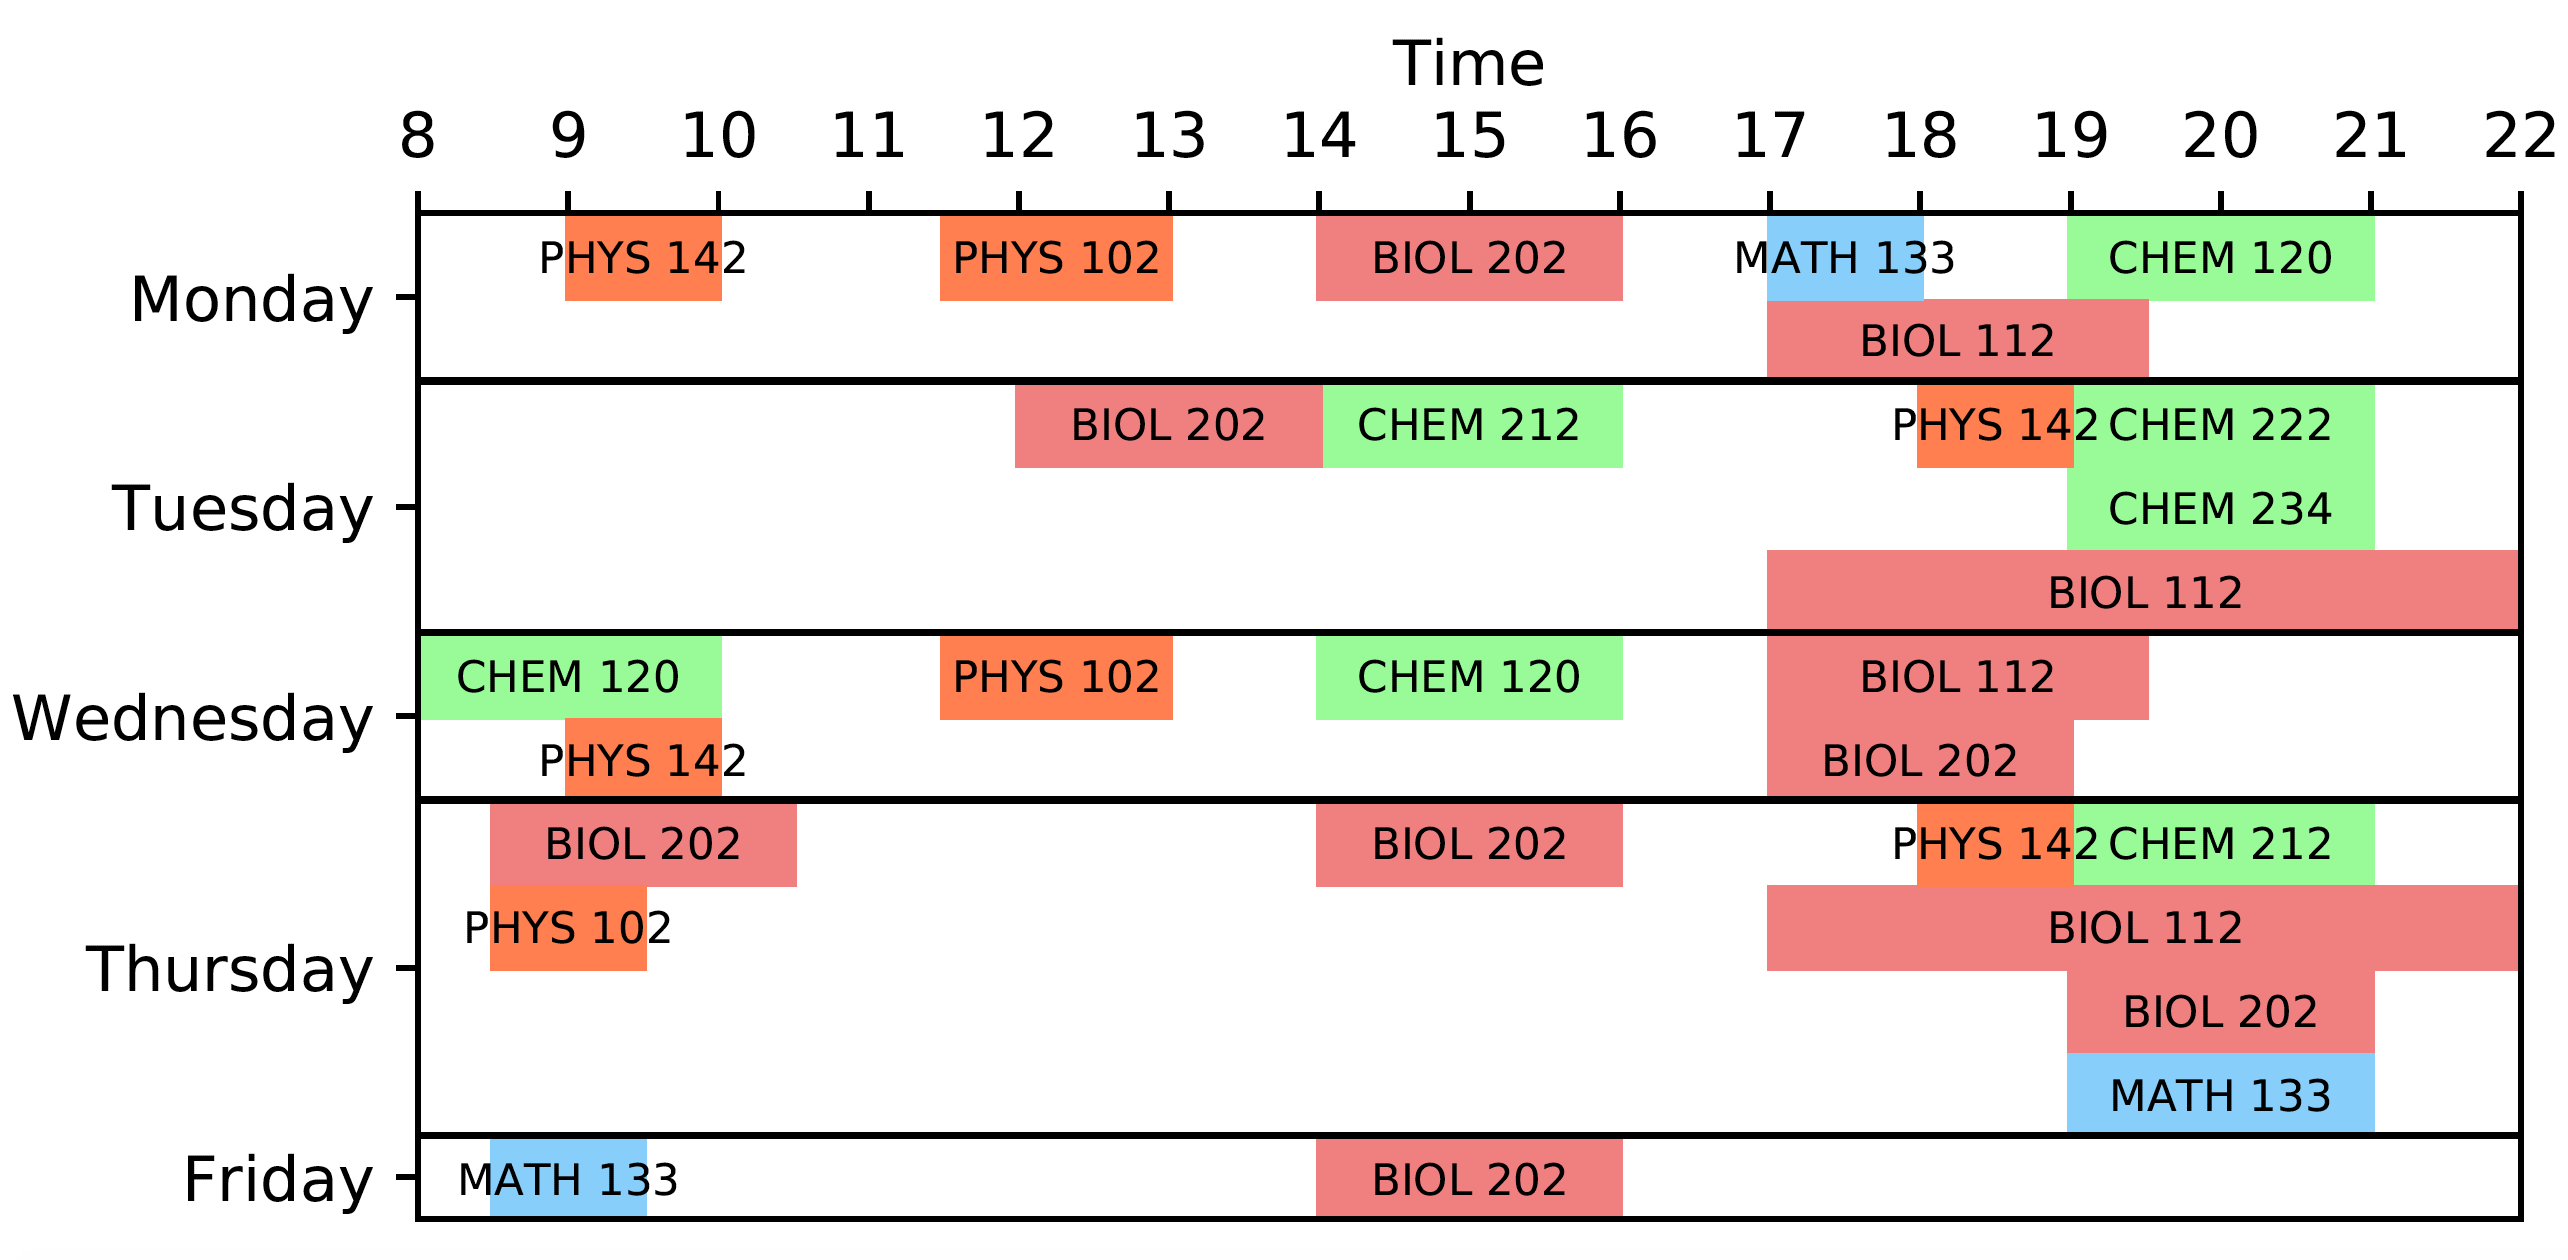 Time
8 9 10 11 12 13 14 15 16 17 18 19 20 21 22
PHYS 142 PHYS 102 BIOL 202 MATH 133 CHEM 120
Monday
BIOL 112
BIOL 202 CHEM 212 PHYS 142 CHEM 222
Tuesday
CHEM 234
BIOL 112
CHEM 120 PHYS 102 CHEM 120 BIOL 112
Wednesday
PHYS 142 BIOL 202
BIOL 202 BIOL 202 PHYS 142 CHEM 212
PHYS 102 BIOL 112
Thursday
BIOL 202
MATH 133
Friday
MATH 133 BIOL 202